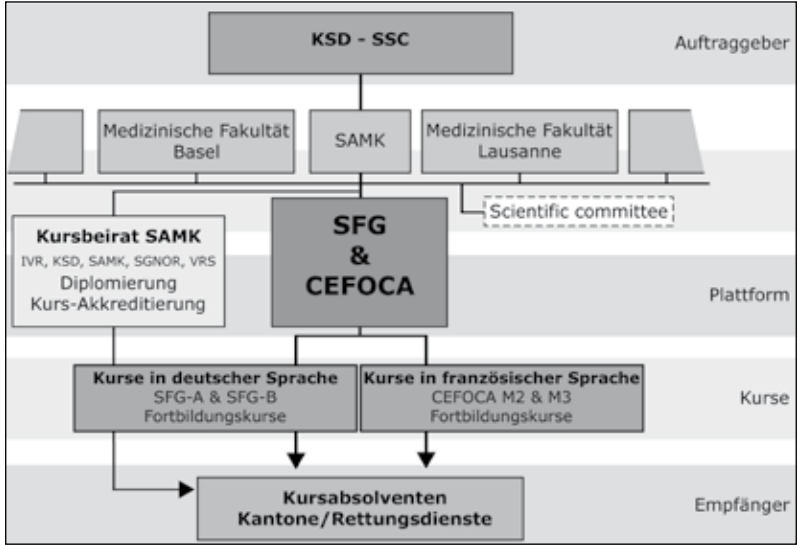 KSD - SSC
Auftraggeber
Medizinische Fakultät
Basel
SAMK
Medizinische Fakultät
Lausanne
Scientific committee
Kursbeirat SAMK
IVR, KSD, SAMK, SGNOR, VRS
Diplomierung
Kurs-Akkreditierung
SFG
&
CEFOCA
Plattform
Kurse in deutscher Sprache
SFG-A & SFG-B
Fortbildungskurse
Kurse in französischer Sprache
CEFOCA M2 & M3
Fortbildungskurse
Kurse
Kursabsolventen
Kantone/Rettungsdienste
Empfänger